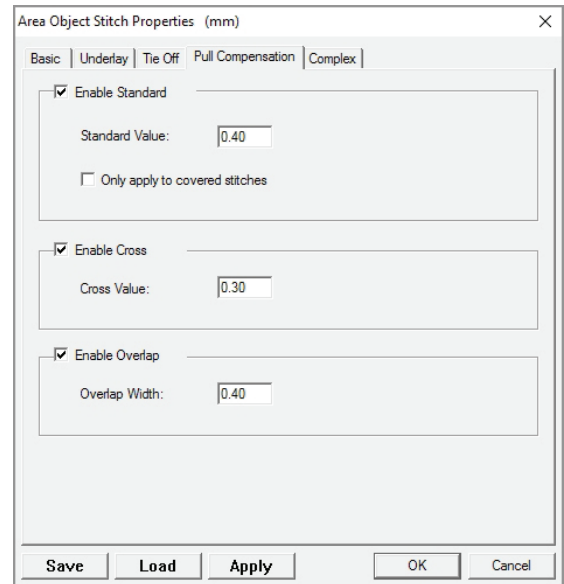 Area Object Stitch Properties (mm)
Basic Underlay Tie Off Pull Compensation Complex
Enable Standard
Standard Value: 0.40
Only apply to covered stitches
Enable Cross
Cross Value: 0.30
Enable Overlap
Overlap Width: 0.40
Save Load Apply OK Cancel